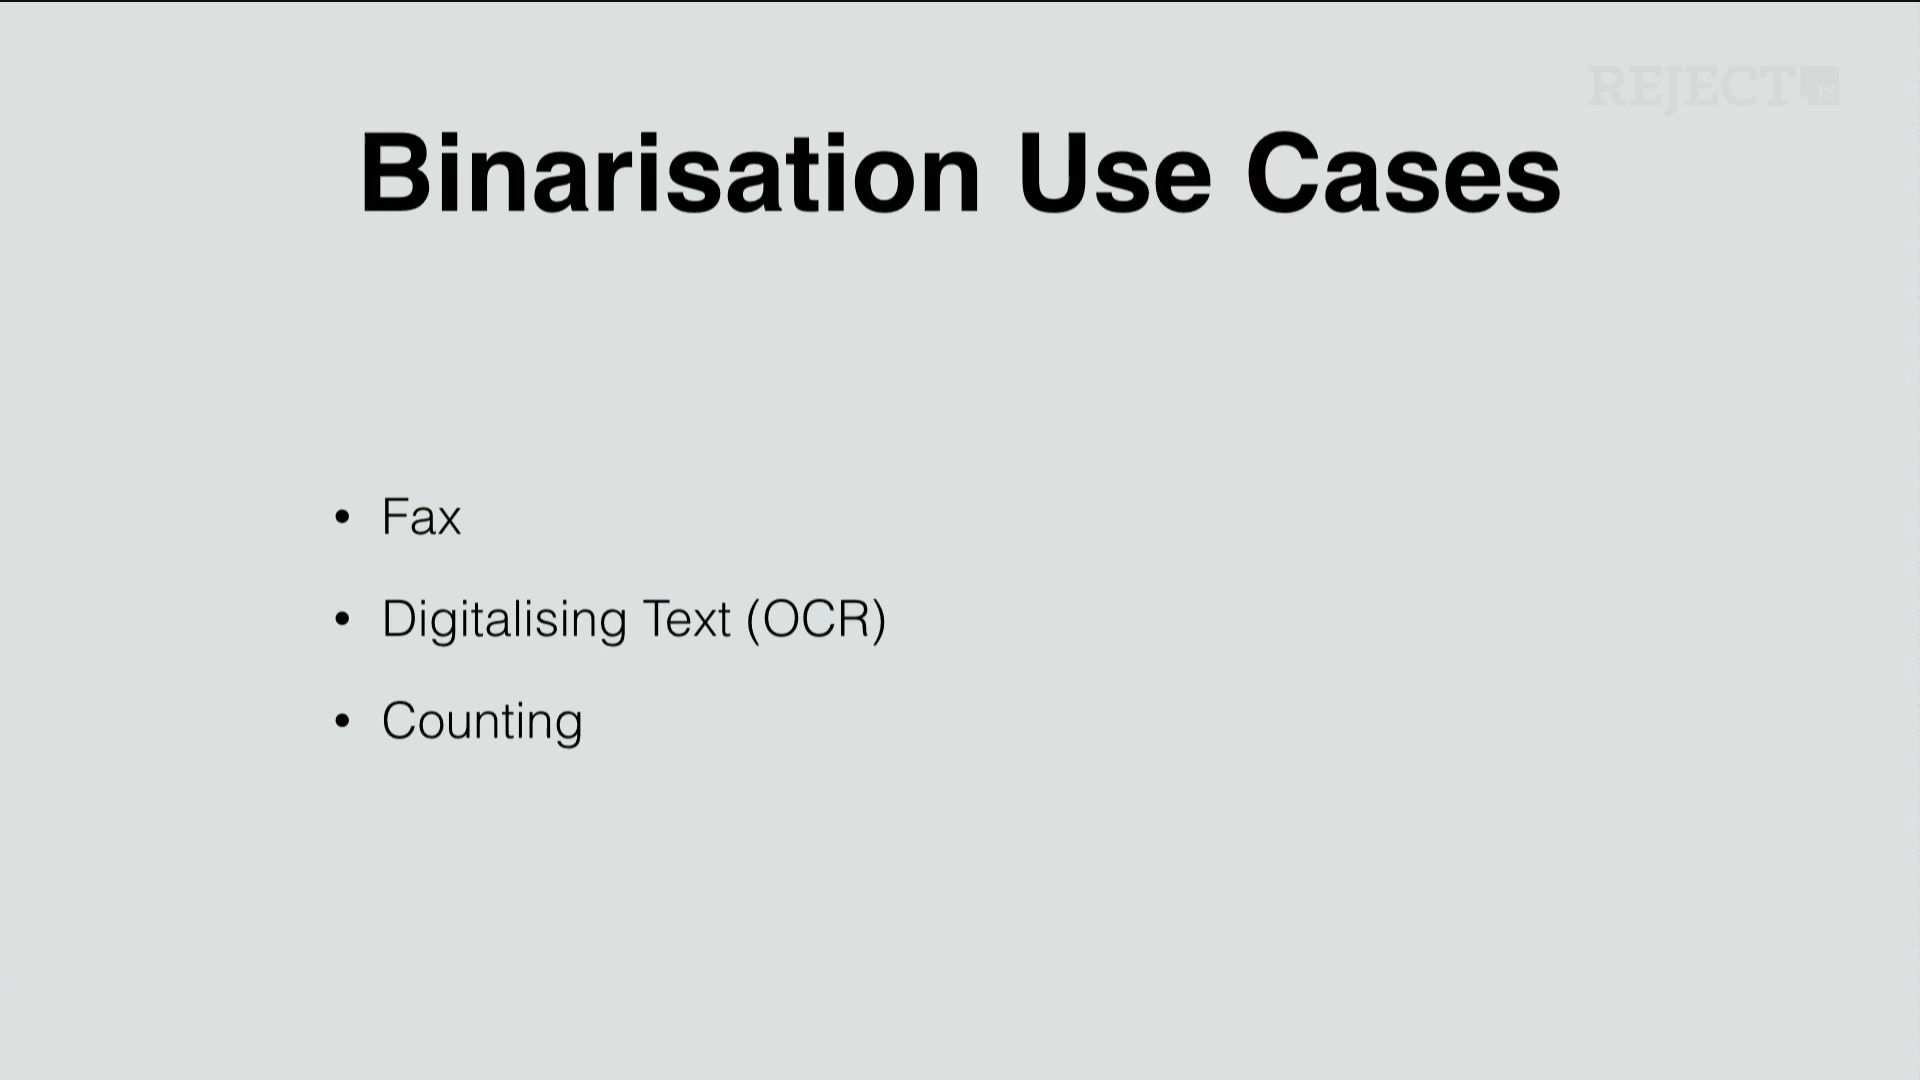 REJECT JS
Binarisation Use Cases
• Fax
• Digitalising Text (OCR)
• Counting